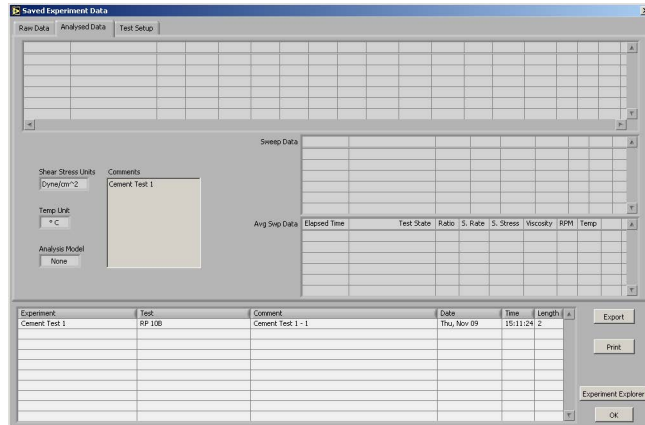 Saved Experiment Data
Raw Data Analysed Data Test Setup
Sweep Data
Shear Stress Units Comments
Dyne/cm^2 Cement Test 1
Temp Unit
° C
Avg Swp Data Elapsed Time Test State Ratio S. Rate S. Stress Viscosity RPM Temp
Analysis Model
None
Experiment Test Comment Date Time Length
Cement Test 1 RP 10B Cement Test 1 - 1 Thu, Nov 09 15:11:24 2
Export
Print
Experiment Explorer
OK